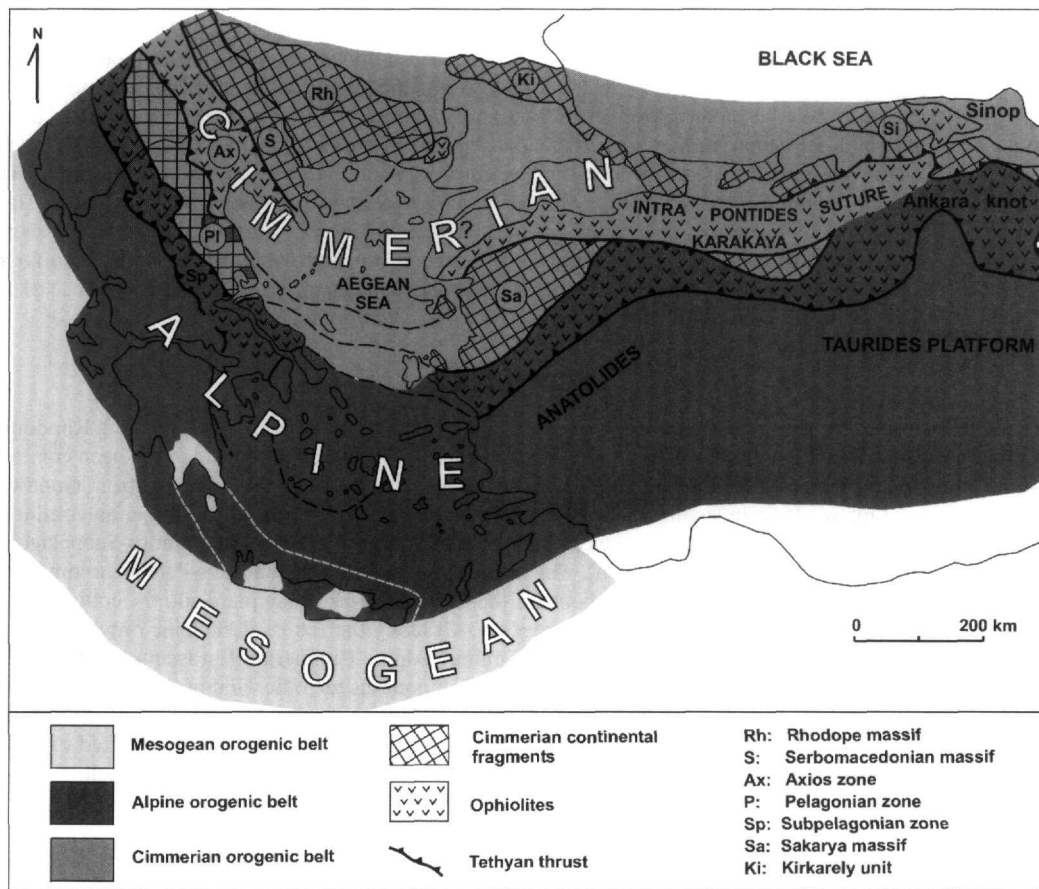 N
BLACK SEA
Ki
Rh
Sinop
Si
S
Ax
CIMMERIAN
?
INTRA PONTIDES SUTURE
Ankara knot
KARAKAYA
Pl
AEGEAN
SEA
Sp
Sa
TAURIDES PLATFORM
ANATOLIDES
ALPINE
MESOGEAN
0 200 km
Mesogean orogenic belt
Alpine orogenic belt
Cimmerian orogenic belt
Cimmerian continental
fragments
Ophiolites
Tethyan thrust
Rh: Rhodope massif
S: Serbomacedonian massif
Ax: Axios zone
P: Pelagonian zone
Sp: Subpelagonian zone
Sa: Sakarya massif
Ki: Kirkarely unit